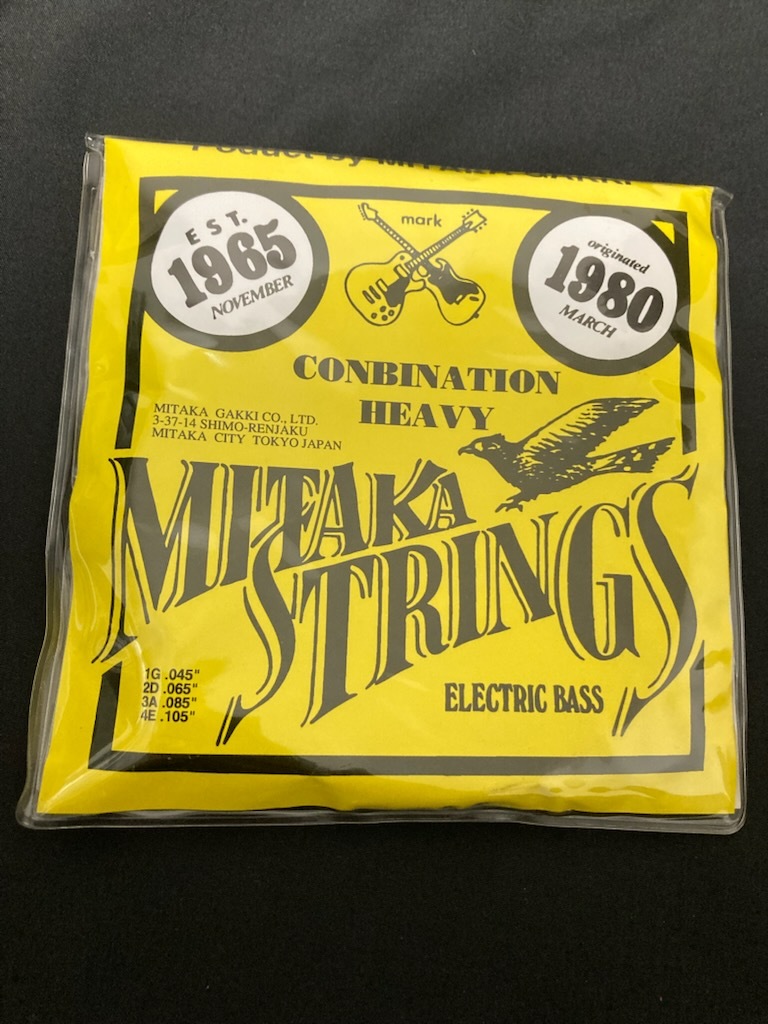 EST.
1965
NOVEMBER
mark
originated
1980
MARCH
CONBINATION
HEAVY
MITAKA GAKKI CO., LTD.
3-37-14 SHIMO-RENJAKU
MITAKA CITY TOKYO JAPAN
MITAKA
STRINGS
1G .045"
2D .065"
3A .085"
4E .105"
ELECTRIC BASS